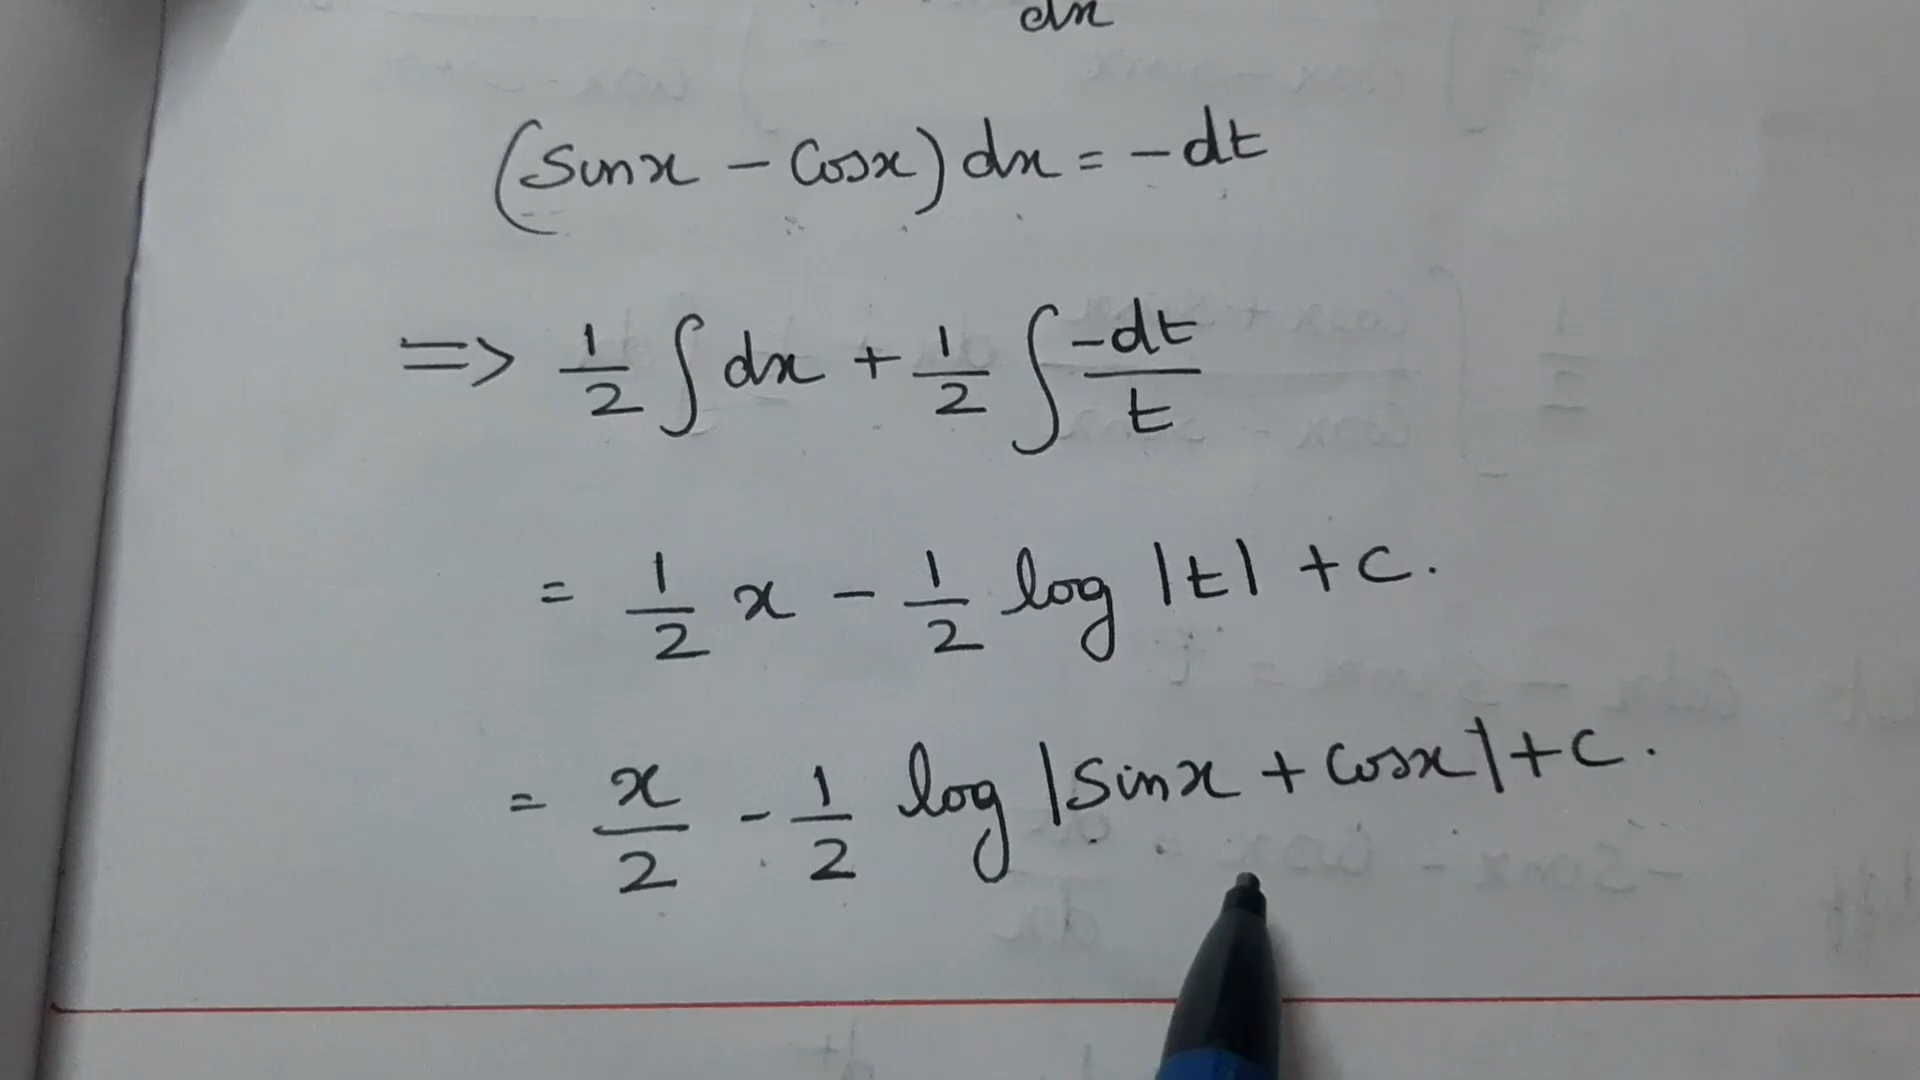 dx
(sinx - cosx) dx = -dt
=> 1/2 ∫ dx + 1/2 ∫ -dt/t
= 1/2 x - 1/2 log |t| + c.
= x/2 - 1/2 log |sinx + cosx| + c.